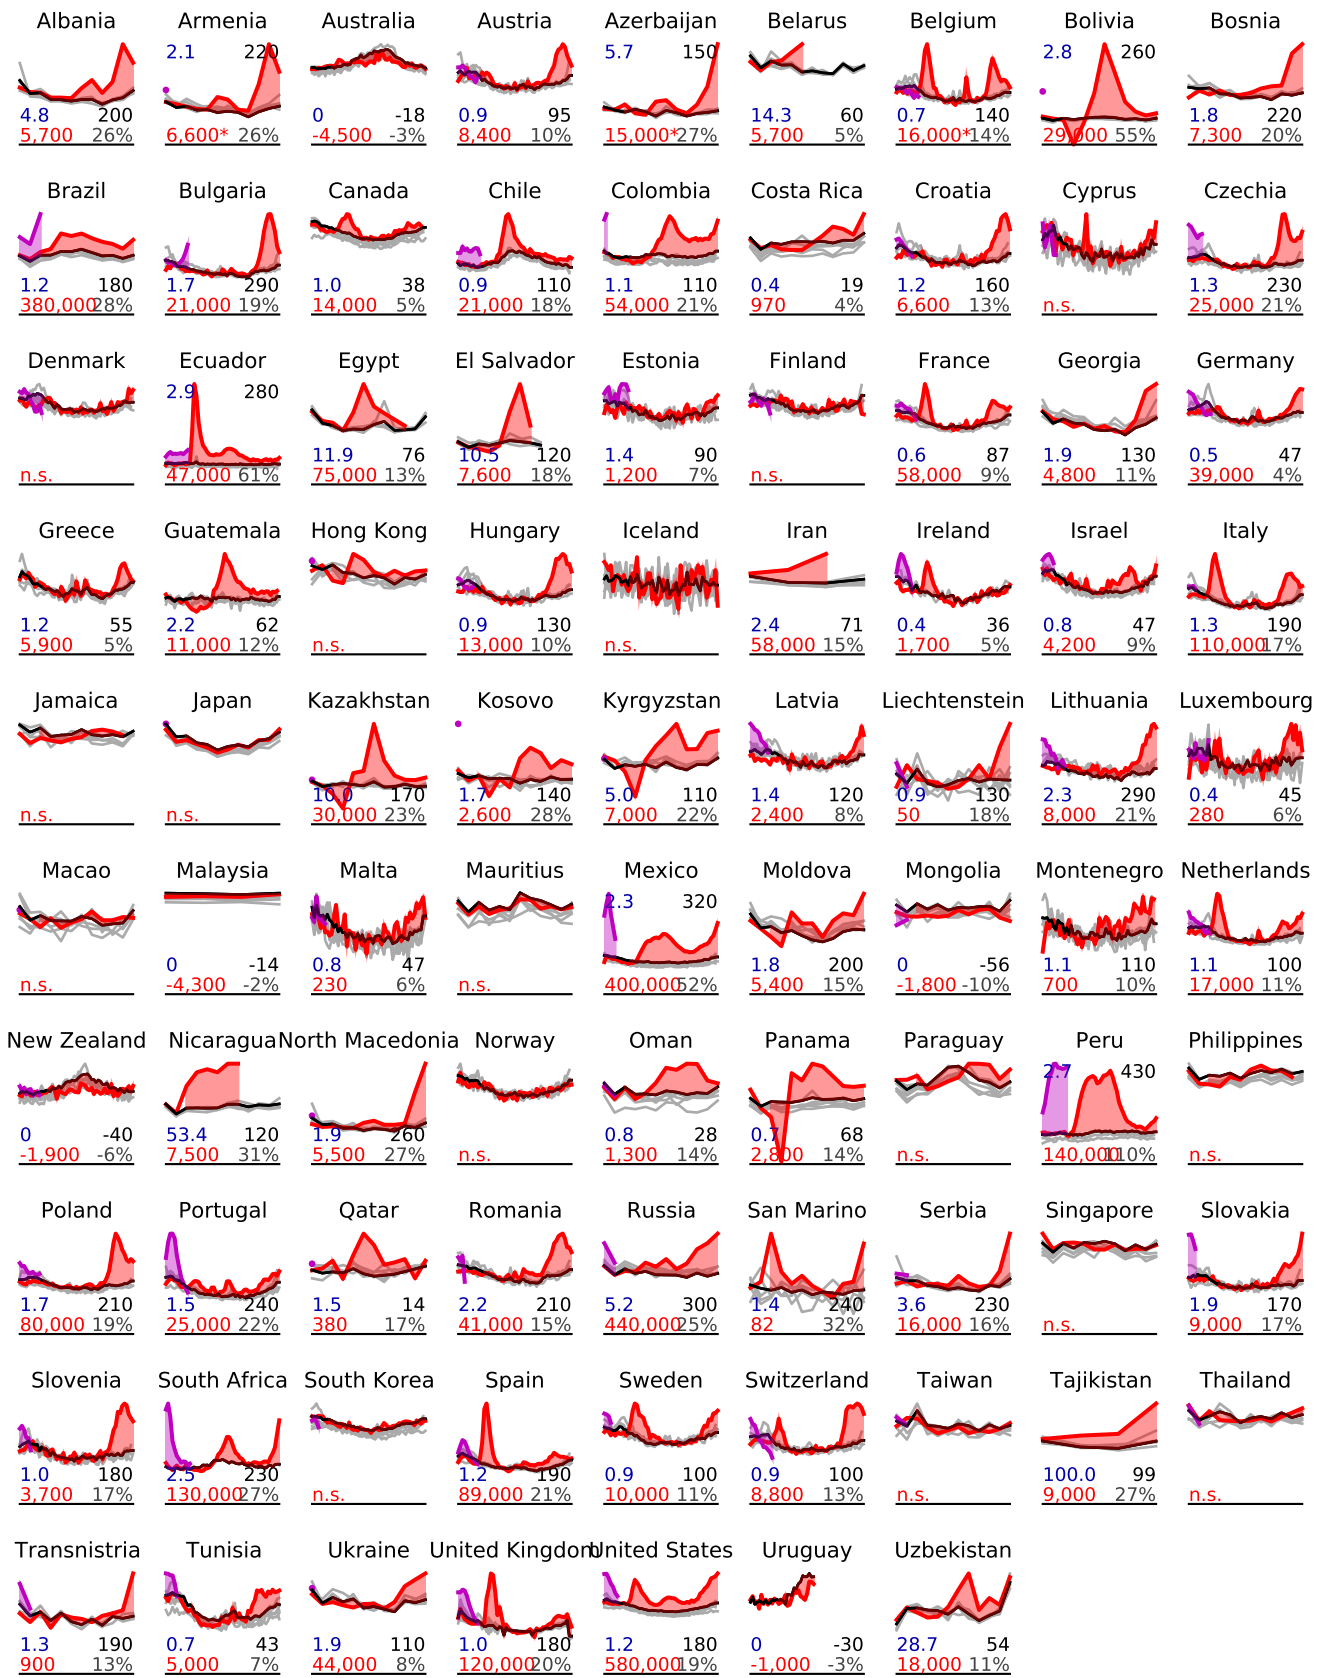 Albania Armenia Australia Austria Azerbaijan Belarus Belgium Bolivia Bosnia
2.1 220 5.7 150 2.8 260
4.8 200 0 -18 0.9 95 14.3 60 0.7 140 1.8 220
5,700 26% 6,600* 26% -4,500 -3% 8,400 10% 15,000* 27% 5,700 5% 16,000* 14% 29,000 55% 7,300 20%
Brazil Bulgaria Canada Chile Colombia Costa Rica Croatia Cyprus Czechia
1.2 180 1.7 290 1.0 38 0.9 110 1.1 110 0.4 19 1.2 160 1.3 230
380,000 28% 21,000 19% 14,000 5% 21,000 18% 54,000 21% 970 4% 6,600 13% n.s. 25,000 21%
Denmark Ecuador Egypt El Salvador Estonia Finland France Georgia Germany
2.9 280
11.9 76 10.5 120 1.4 90 0.6 87 1.9 130 0.5 47
n.s. 47,000 61% 75,000 13% 7,600 18% 1,200 7% n.s. 58,000 9% 4,800 11% 39,000 4%
Greece Guatemala Hong Kong Hungary Iceland Iran Ireland Israel Italy
1.2 55 2.2 62 0.9 130 2.4 71 0.4 36 0.8 47 1.3 190
5,900 5% 11,000 12% n.s. 13,000 10% n.s. 58,000 15% 1,700 5% 4,200 9% 110,000 17%
Jamaica Japan Kazakhstan Kosovo Kyrgyzstan Latvia Liechtenstein Lithuania Luxembourg
10.0 170 1.7 140 5.0 110 1.4 120 0.9 130 2.3 290 0.4 45
n.s. n.s. 30,000 23% 2,600 28% 7,000 22% 2,400 8% 50 18% 8,000 21% 280 6%
Macao Malaysia Malta Mauritius Mexico Moldova Mongolia Montenegro Netherlands
2.3 320
0 -14 0.8 47 1.8 200 0 -56 1.1 110 1.1 100
n.s. -4,300 -2% 230 6% n.s. 400,000 52% 5,400 15% -1,800 -10% 700 10% 17,000 11%
New Zealand Nicaragua North Macedonia Norway Oman Panama Paraguay Peru Philippines
2.7 430
0 -40 53.4 120 1.9 260 0.8 28 0.7 68
-1,900 -6% 7,500 31% 5,500 27% n.s. 1,300 14% 2,800 14% n.s. 140,000 110% n.s.
Poland Portugal Qatar Romania Russia San Marino Serbia Singapore Slovakia
1.7 210 1.5 240 1.5 14 2.2 210 5.2 300 1.4 240 3.6 230 1.9 170
80,000 19% 25,000 22% 380 17% 41,000 15% 440,000 25% 82 32% 16,000 16% n.s. 9,000 17%
Slovenia South Africa South Korea Spain Sweden Switzerland Taiwan Tajikistan Thailand
1.0 180 2.5 230 1.2 190 0.9 100 0.9 100 100.0 99
3,700 17% 130,000 27% n.s. 89,000 21% 10,000 11% 8,800 13% n.s. 9,000 27% n.s.
Transnistria Tunisia Ukraine United Kingdom United States Uruguay Uzbekistan
1.3 190 0.7 43 1.9 110 1.0 180 1.2 180 0 -30 28.7 54
900 13% 5,000 7% 44,000 8% 120,000 20% 580,000 19% -1,000 -3% 18,000 11%